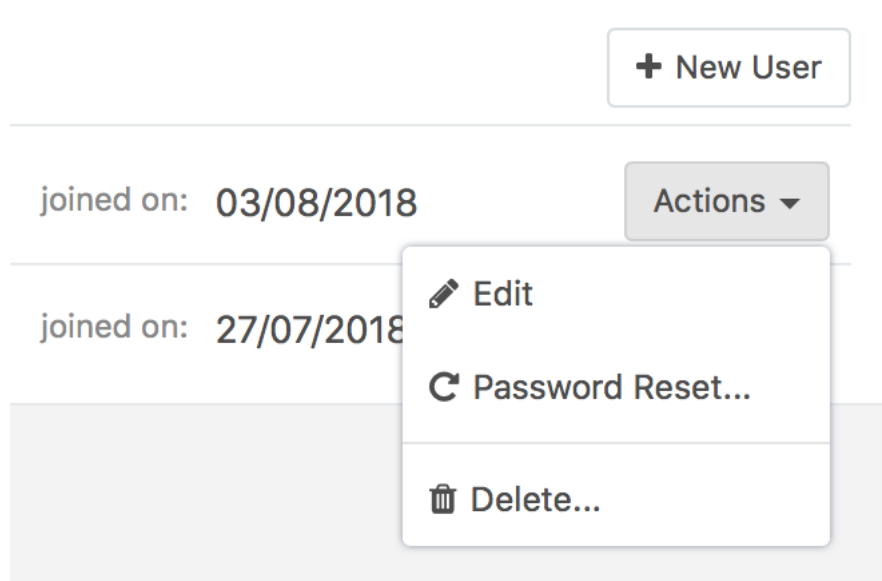 New User
joined on: 03/08/2018 Actions
Edit
joined on: 27/07/2018
Password Reset...
Delete...